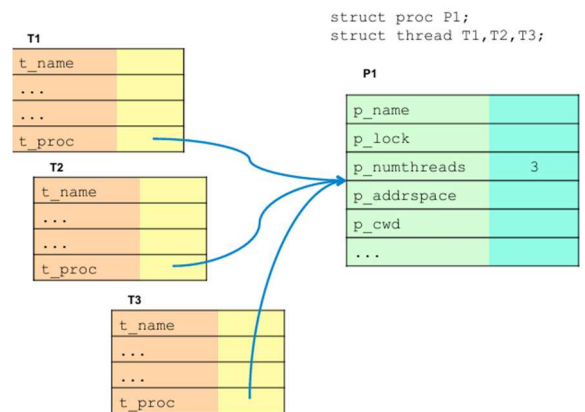 struct proc P1;
struct thread T1,T2,T3;
T1
t_name
...
...
t_proc
T2
t_name
...
...
t_proc
T3
t_name
...
...
t_proc
P1
p_name
p_lock
p_numthreads 3
p_addrspace
p_cwd
...